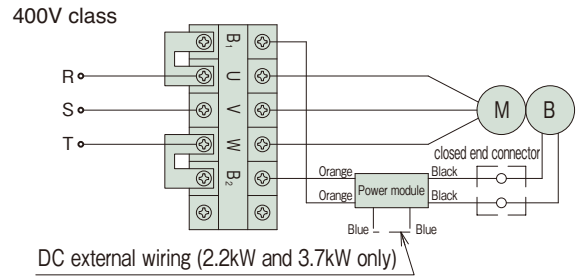 400V class
B₁
R U
S V M B
T W
closed end connector
B₂
Orange Power module Black
Orange Black
Blue Blue
DC external wiring (2.2kW and 3.7kW only)